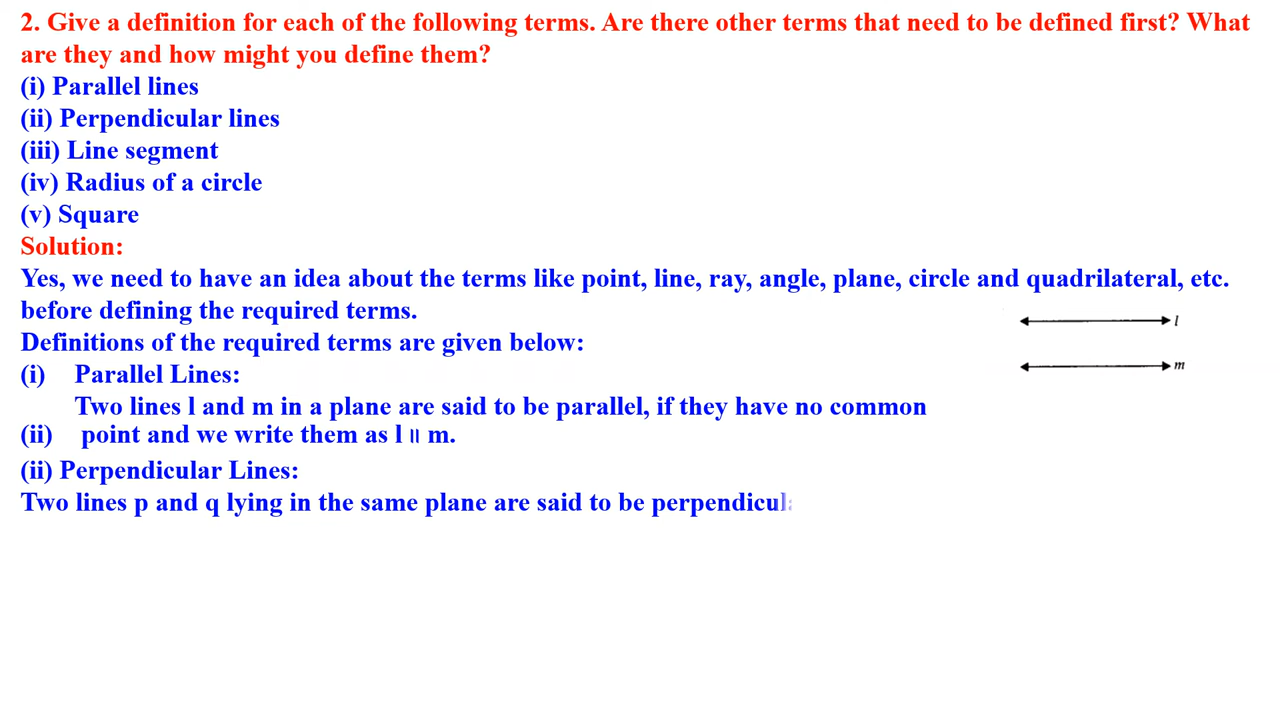 2. Give a definition for each of the following terms. Are there other terms that need to be defined first? What
are they and how might you define them?
(i) Parallel lines
(ii) Perpendicular lines
(iii) Line segment
(iv) Radius of a circle
(v) Square
Solution:
Yes, we need to have an idea about the terms like point, line, ray, angle, plane, circle and quadrilateral, etc.
before defining the required terms.
l
Definitions of the required terms are given below:
(i) Parallel Lines:
m
Two lines l and m in a plane are said to be parallel, if they have no common
(ii) point and we write them as l || m.
(ii) Perpendicular Lines:
Two lines p and q lying in the same plane are said to be